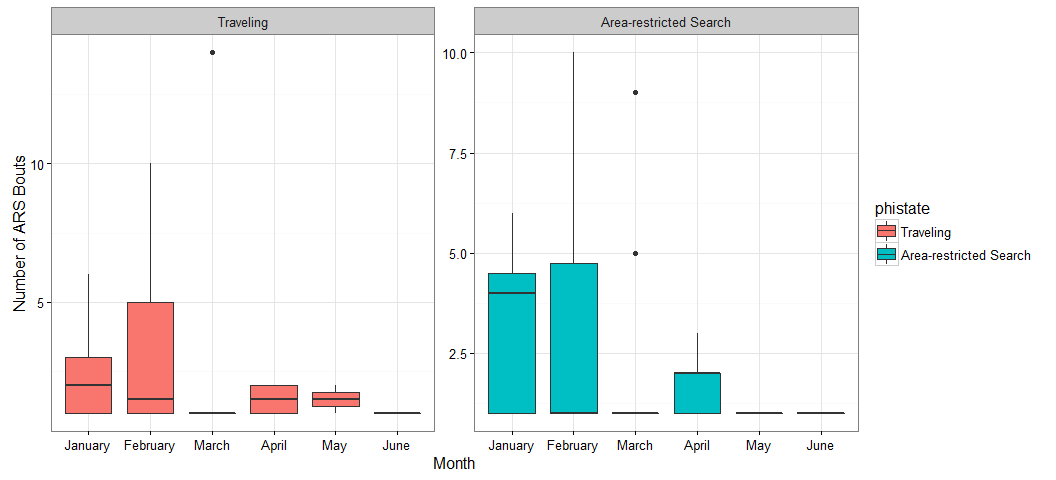 Traveling
Area-restricted Search
Number of ARS Bouts
10
5
10.0
7.5
5.0
2.5
January February March April May June
January February March April May June
Month
phistate
Traveling
Area-restricted Search